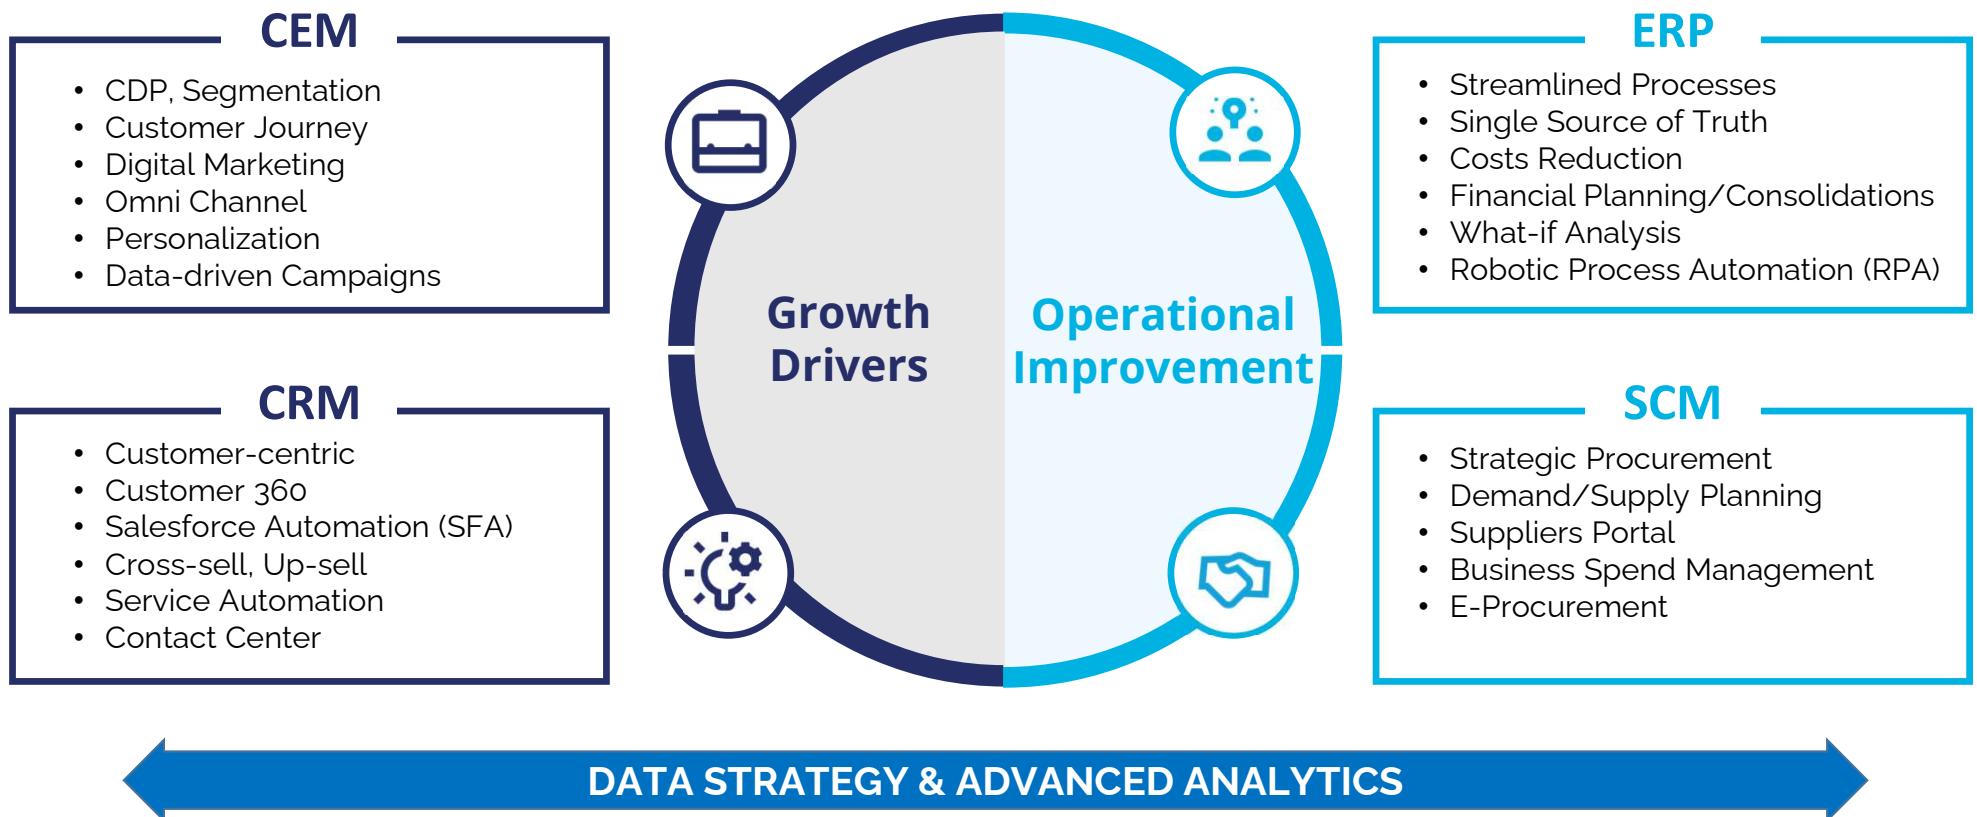 CEM
• CDP, Segmentation
• Customer Journey
• Digital Marketing
• Omni Channel
• Personalization
• Data-driven Campaigns
CRM
• Customer-centric
• Customer 360
• Salesforce Automation (SFA)
• Cross-sell, Up-sell
• Service Automation
• Contact Center
Growth
Drivers
Operational
Improvement
ERP
• Streamlined Processes
• Single Source of Truth
• Costs Reduction
• Financial Planning/Consolidations
• What-if Analysis
• Robotic Process Automation (RPA)
SCM
• Strategic Procurement
• Demand/Supply Planning
• Suppliers Portal
• Business Spend Management
• E-Procurement
DATA STRATEGY & ADVANCED ANALYTICS